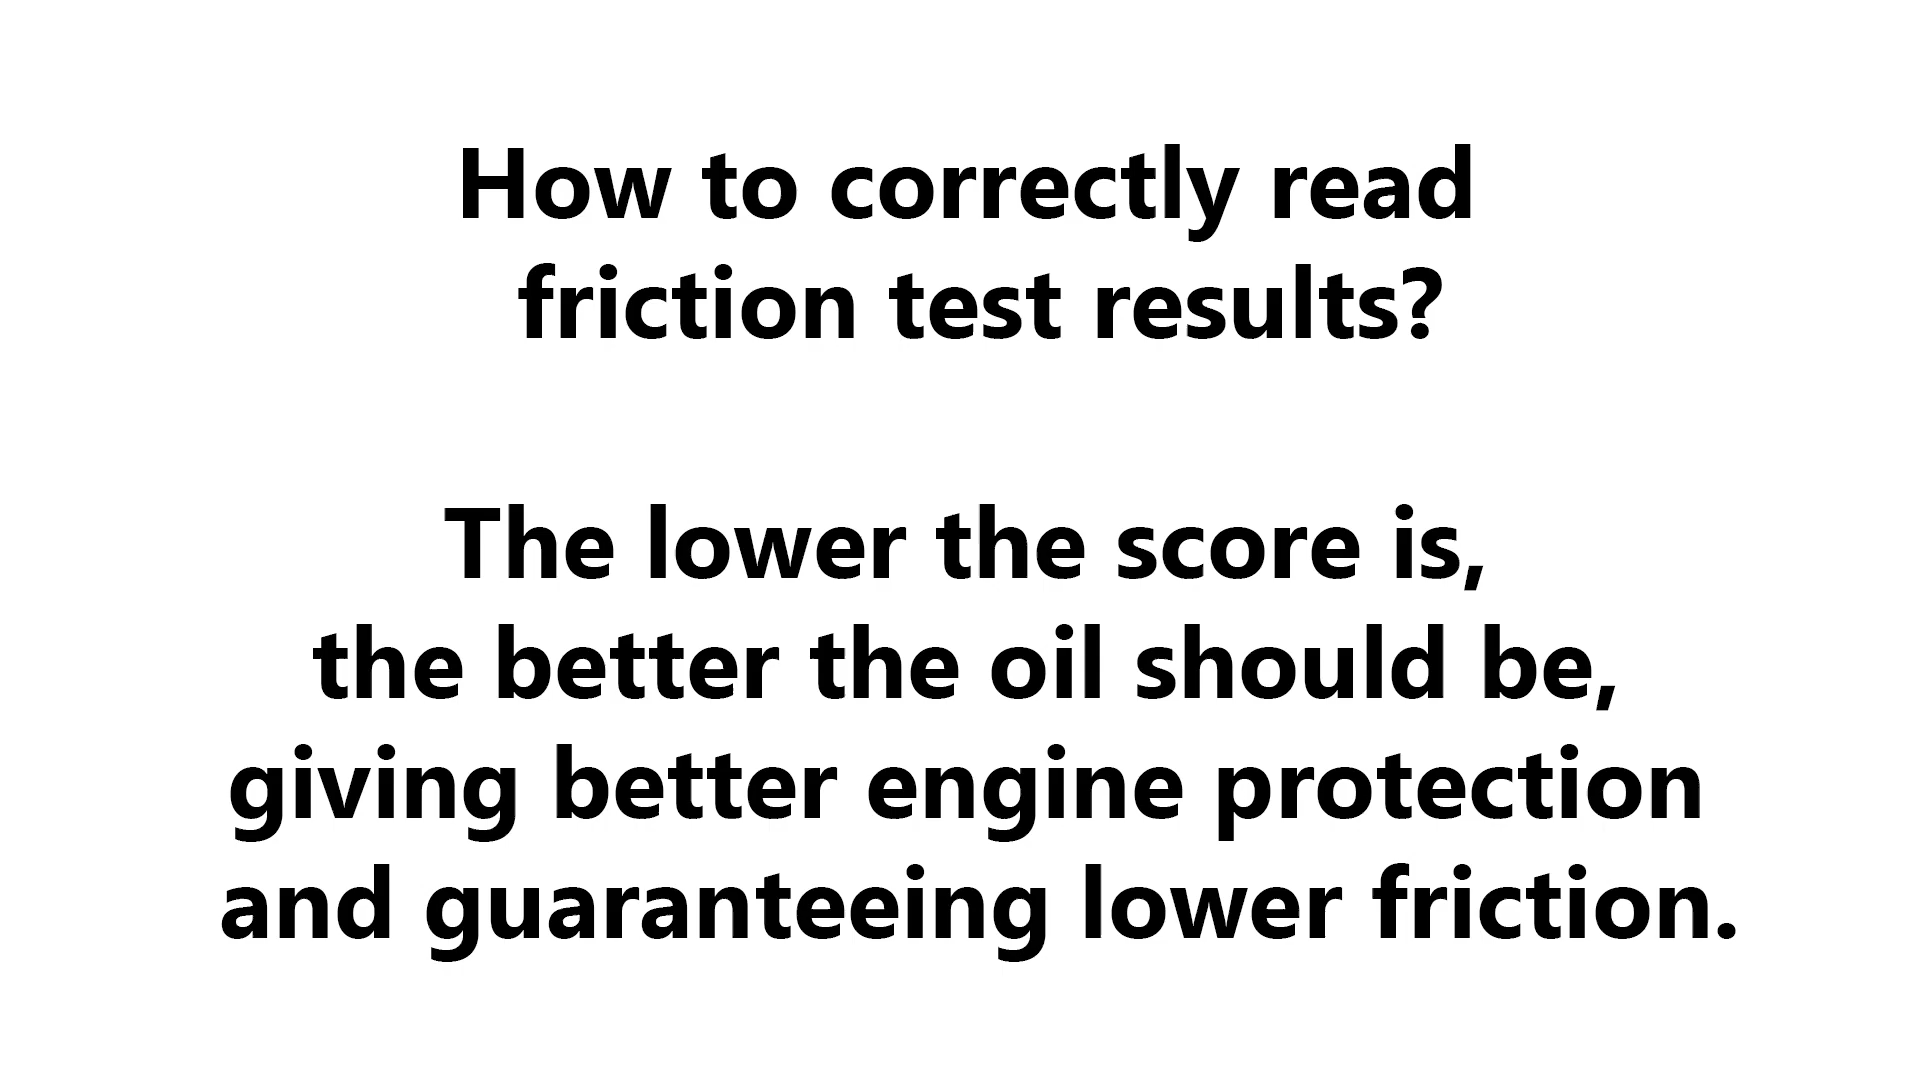 How to correctly read
friction test results?
The lower the score is,
the better the oil should be,
giving better engine protection
and guaranteeing lower friction.